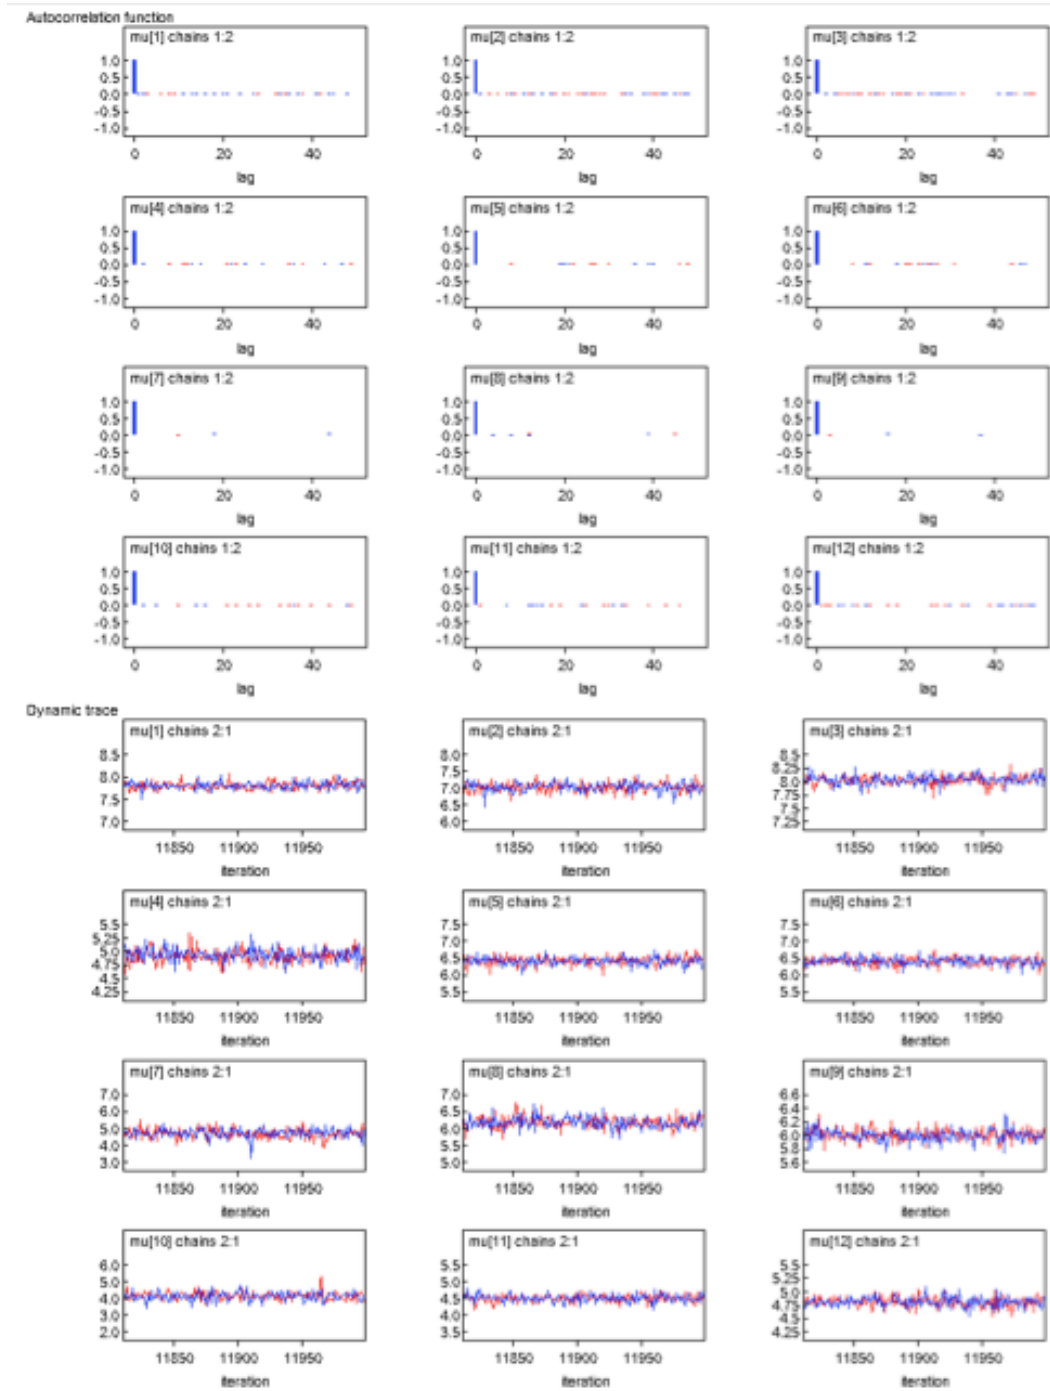 Autocorrelation function
mu[1] chains 1:2
mu[2] chains 1:2
mu[3] chains 1:2
1.0 1.0 1.0
0.5 0.5 0.5
0.0 0.0 0.0
-0.5 -0.5 -0.5
-1.0 -1.0 -1.0
0 20 40 0 20 40 0 20 40
lag lag lag
mu[4] chains 1:2
mu[5] chains 1:2
mu[6] chains 1:2
1.0 1.0 1.0
0.5 0.5 0.5
0.0 0.0 0.0
-0.5 -0.5 -0.5
-1.0 -1.0 -1.0
0 20 40 0 20 40 0 20 40
lag lag lag
mu[7] chains 1:2
mu[8] chains 1:2
mu[9] chains 1:2
1.0 1.0 1.0
0.5 0.5 0.5
0.0 0.0 0.0
-0.5 -0.5 -0.5
-1.0 -1.0 -1.0
0 20 40 0 20 40 0 20 40
lag lag lag
mu[10] chains 1:2
mu[11] chains 1:2
mu[12] chains 1:2
1.0 1.0 1.0
0.5 0.5 0.5
0.0 0.0 0.0
-0.5 -0.5 -0.5
-1.0 -1.0 -1.0
0 20 40 0 20 40 0 20 40
lag lag lag
Dynamic trace
mu[1] chains 2:1
mu[2] chains 2:1
mu[3] chains 2:1
8.5 8.0 8.5
8.0 7.5 8.25
7.5 7.0 8.0
7.0 6.5 7.75
6.0 7.5
7.25
11850 11900 11950 11850 11900 11950 11850 11900 11950
iteration iteration iteration
mu[4] chains 2:1
mu[5] chains 2:1
mu[6] chains 2:1
5.5 7.5 7.5
5.25 7.0 7.0
5.0 6.5 6.5
4.75 6.0 6.0
4.5 5.5 5.5
4.25
11850 11900 11950 11850 11900 11950 11850 11900 11950
iteration iteration iteration
mu[7] chains 2:1
mu[8] chains 2:1
mu[9] chains 2:1
7.0 7.0 6.6
6.0 6.5 6.4
5.0 6.0 6.2
4.0 5.5 6.0
3.0 5.0 5.8
5.6
11850 11900 11950 11850 11900 11950 11850 11900 11950
iteration iteration iteration
mu[10] chains 2:1
mu[11] chains 2:1
mu[12] chains 2:1
6.0 5.5 5.5
5.0 5.0 5.25
4.0 4.5 5.0
3.0 4.0 4.75
2.0 3.5 4.5
4.25
11850 11900 11950 11850 11900 11950 11850 11900 11950
iteration iteration iteration